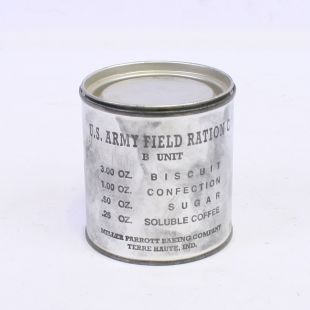 U.S. ARMY FIELD RATION C
B UNIT
3.00 OZ. BISCUIT
1.00 OZ. CONFECTION
.50 OZ. SUGAR
.25 OZ. SOLUBLE COFFEE
MILLER PARROTT BAKING COMPANY
TERRE HAUTE, IND.